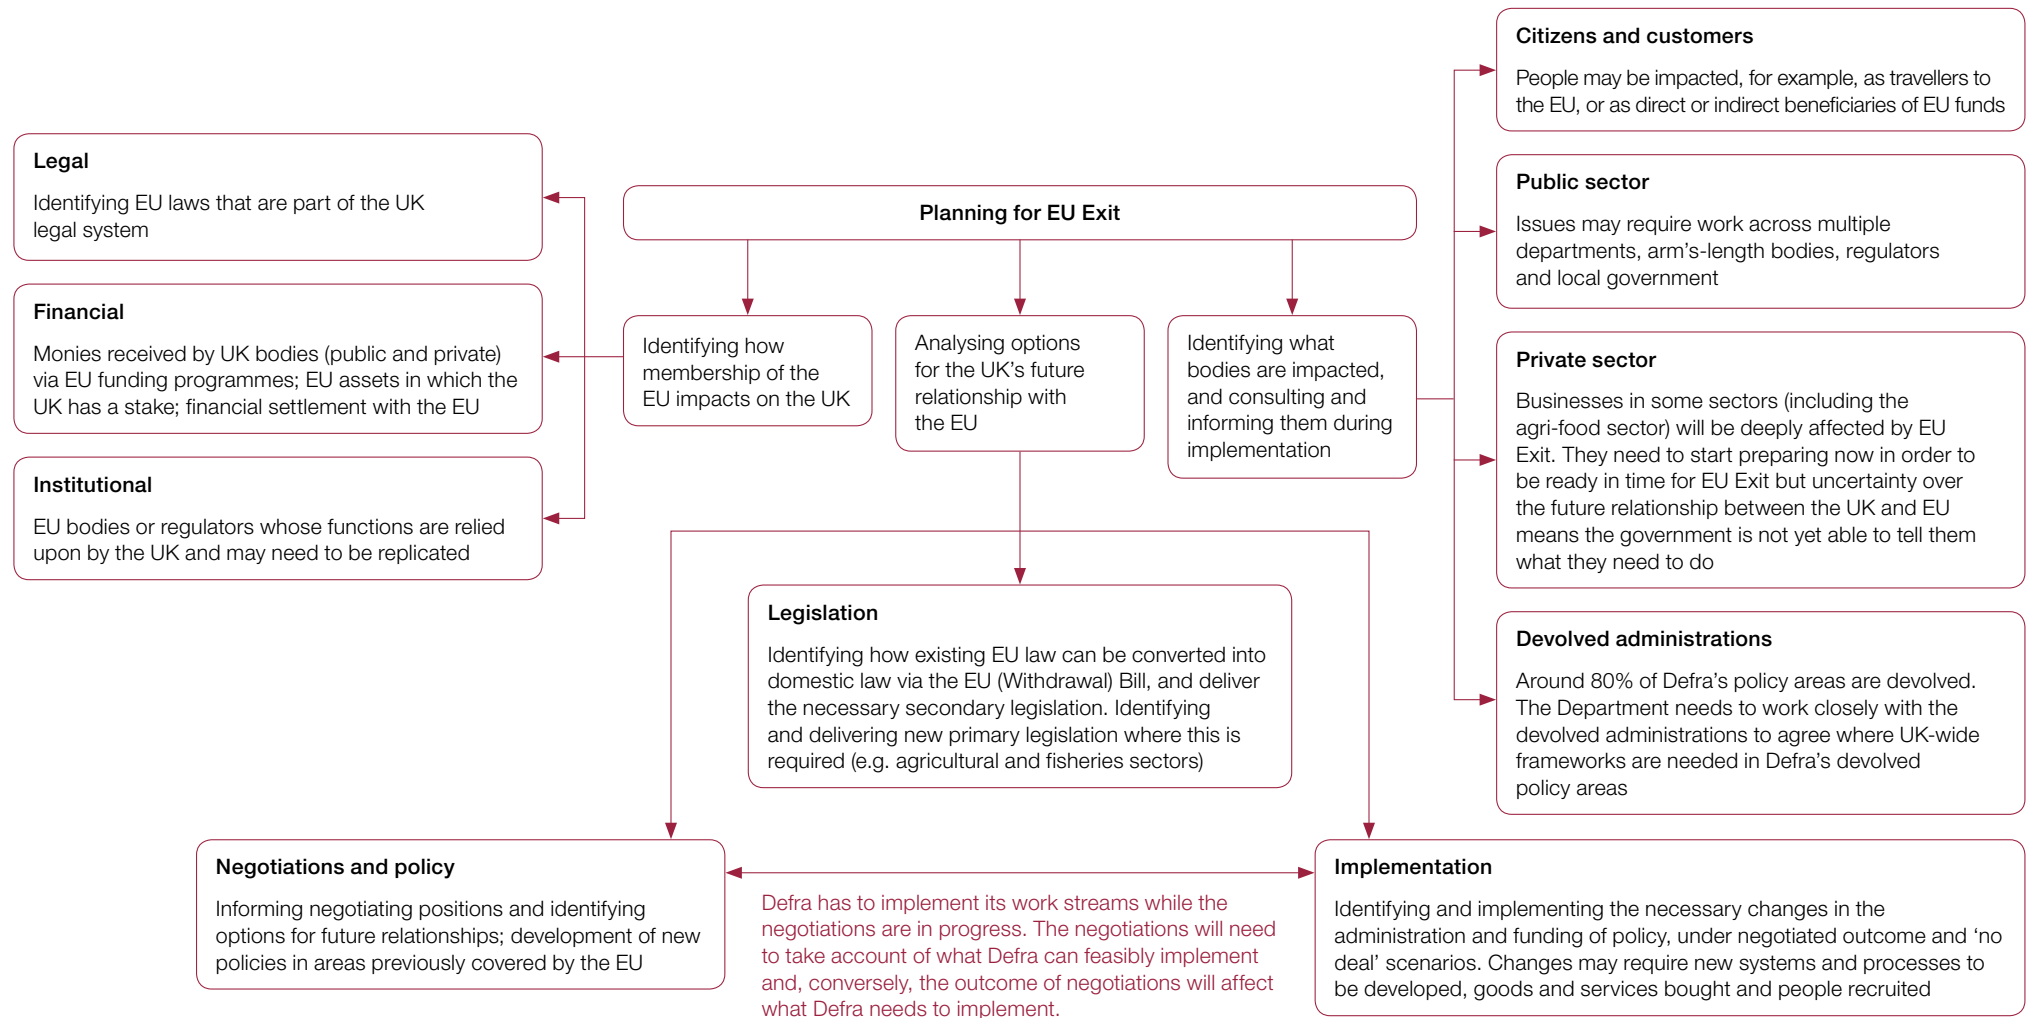 Planning for EU Exit
Identifying how
membership of the
EU impacts on the UK
Legal
Identifying EU laws that are part of the UK
legal system
Financial
Monies received by UK bodies (public and private)
via EU funding programmes; EU assets in which the
UK has a stake; financial settlement with the EU
Institutional
EU bodies or regulators whose functions are relied
upon by the UK and may need to be replicated
Analysing options
for the UK's future
relationship with
the EU
Legislation
Identifying how existing EU law can be converted into
domestic law via the EU (Withdrawal) Bill, and deliver
the necessary secondary legislation. Identifying
and delivering new primary legislation where this is
required (e.g. agricultural and fisheries sectors)
Negotiations and policy
Informing negotiating positions and identifying
options for future relationships; development of new
policies in areas previously covered by the EU
Defra has to implement its work streams while the
negotiations are in progress. The negotiations will need
to take account of what Defra can feasibly implement
and, conversely, the outcome of negotiations will affect
what Defra needs to implement.
Implementation
Identifying and implementing the necessary changes in the
administration and funding of policy, under negotiated outcome and ‘no
deal’ scenarios. Changes may require new systems and processes to
be developed, goods and services bought and people recruited
Identifying what
bodies are impacted,
and consulting and
informing them during
implementation
Citizens and customers
People may be impacted, for example, as travellers to
the EU, or as direct or indirect beneficiaries of EU funds
Public sector
Issues may require work across multiple
departments, arm's-length bodies, regulators
and local government
Private sector
Businesses in some sectors (including the
agri-food sector) will be deeply affected by EU
Exit. They need to start preparing now in order to
be ready in time for EU Exit but uncertainty over
the future relationship between the UK and EU
means the government is not yet able to tell them
what they need to do
Devolved administrations
Around 80% of Defra's policy areas are devolved.
The Department needs to work closely with the
devolved administrations to agree where UK-wide
frameworks are needed in Defra's devolved
policy areas